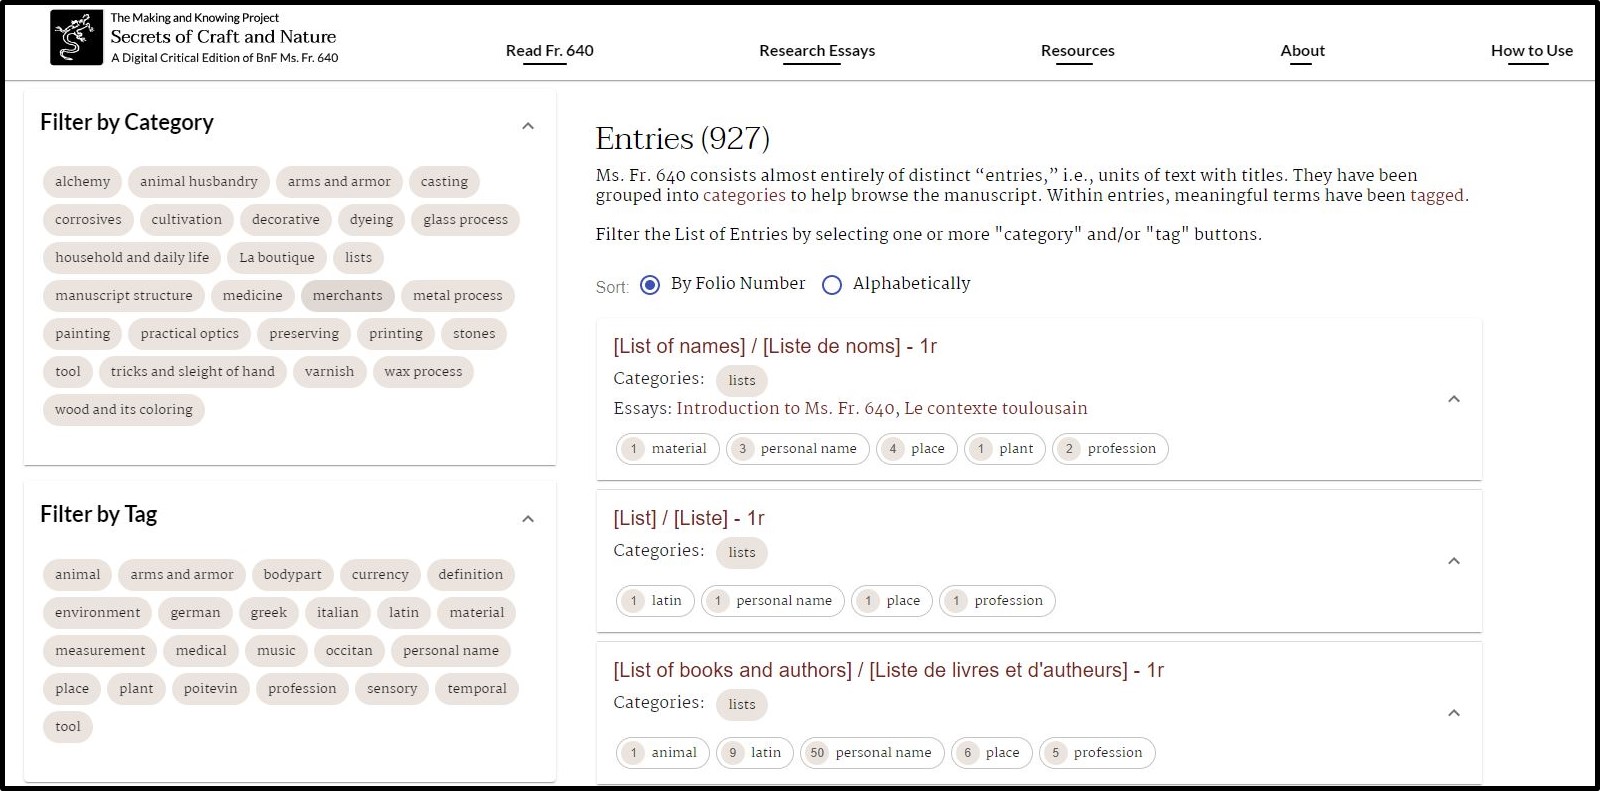 The Making and Knowing Project
Secrets of Craft and Nature
A Digital Critical Edition of BnF Ms. Fr. 640
Read Fr. 640
Research Essays
Resources
About
How to Use
Filter by Category
alchemy animal husbandry arms and armor casting
corrosives cultivation decorative dyeing glass process
household and daily life La boutique lists
manuscript structure medicine merchants metal process
painting practical optics preserving printing stones
tool tricks and sleight of hand varnish wax process
wood and its coloring
Filter by Tag
animal arms and armor bodypart currency definition
environment german greek italian latin material
measurement medical music occitan personal name
place plant poitevin profession sensory temporal
tool
Entries (927)
Ms. Fr. 640 consists almost entirely of distinct “entries,” i.e., units of text with titles. They have been
grouped into categories to help browse the manuscript. Within entries, meaningful terms have been tagged.
Filter the List of Entries by selecting one or more "category" and/or "tag" buttons.
Sort: By Folio Number Alphabetically
[List of names] / [Liste de noms] - 1r
Categories: lists
Essays: Introduction to Ms. Fr. 640, Le contexte toulousain
1 material 3 personal name 4 place 1 plant 2 profession
[List] / [Liste] - 1r
Categories: lists
1 latin 1 personal name 1 place 1 profession
[List of books and authors] / [Liste de livres et d'autheurs] - 1r
Categories: lists
1 animal 9 latin 50 personal name 6 place 5 profession